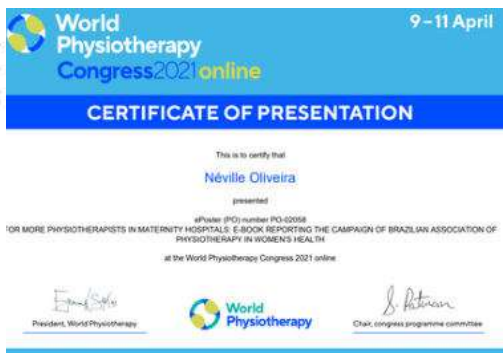 World
Physiotherapy
Congress2021online
9–11 April
CERTIFICATE OF PRESENTATION
This is to certify that
Néville Oliveira
presented
ePoster (PO) number PO-02058
FOR MORE PHYSIOTHERAPISTS IN MATERNITY HOSPITALS: E-BOOK REPORTING THE CAMPAIGN OF BRAZILIAN ASSOCIATION OF
PHYSIOTHERAPY IN WOMEN'S HEALTH
at the World Physiotherapy Congress 2021 online
President, World Physiotherapy
World
Physiotherapy
Chair, congress programme committee